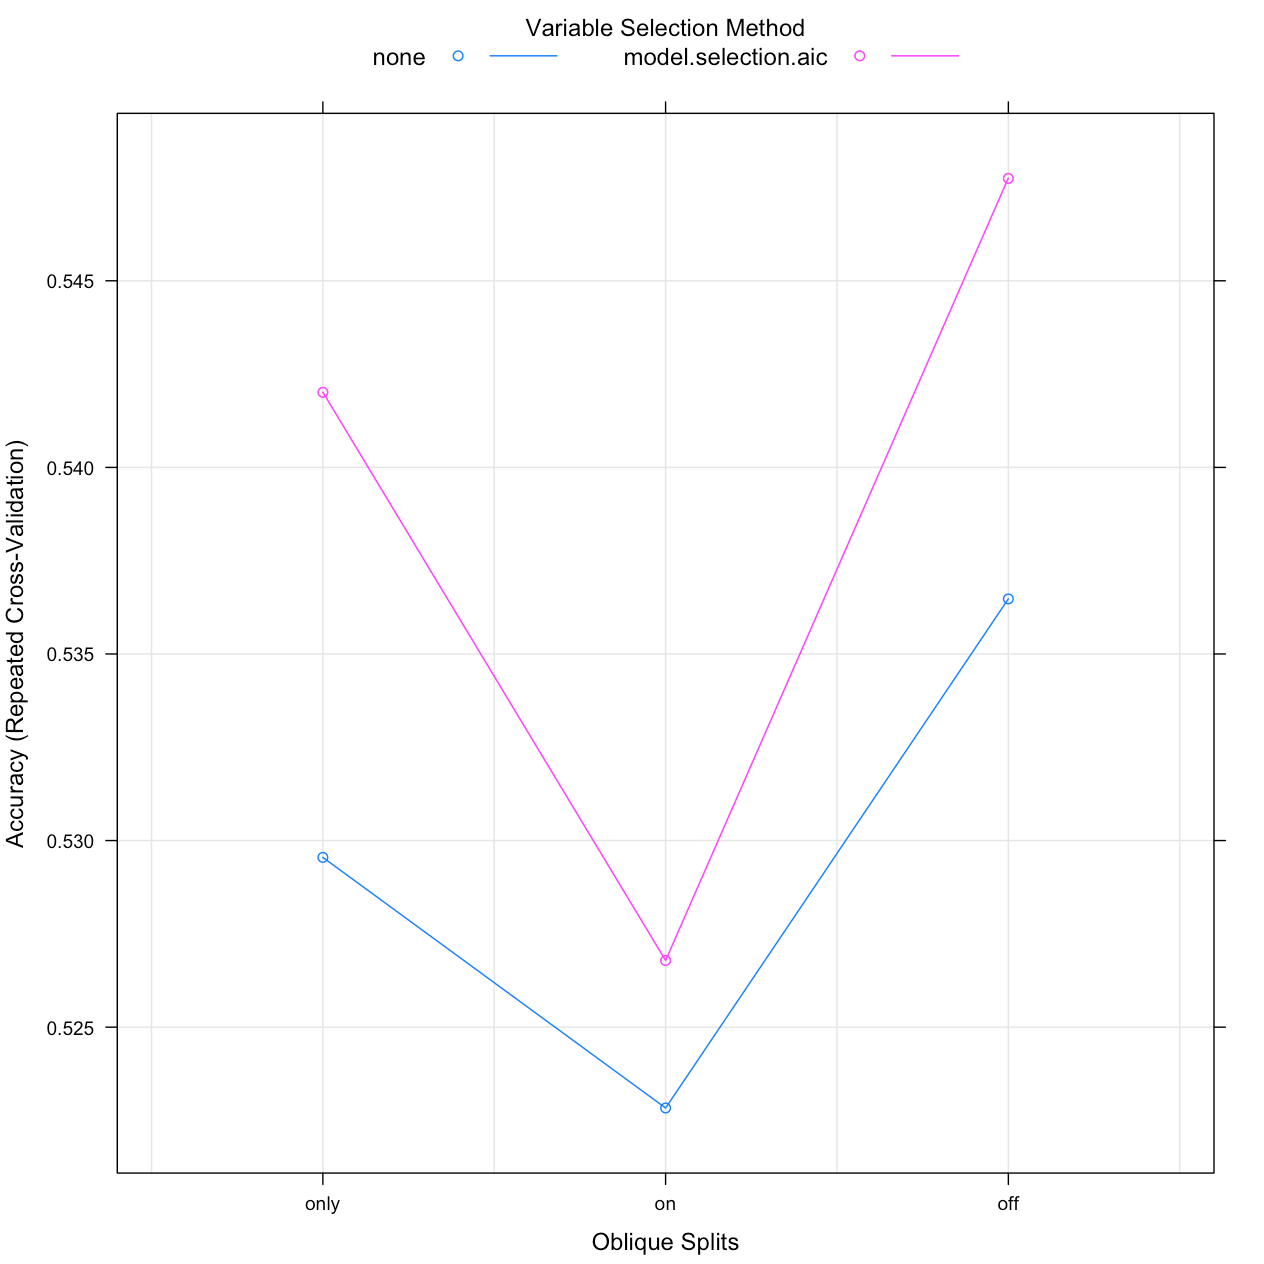 Variable Selection Method
none model.selection.aic
Accuracy (Repeated Cross-Validation)
0.545
0.540
0.535
0.530
0.525
only on off
Oblique Splits